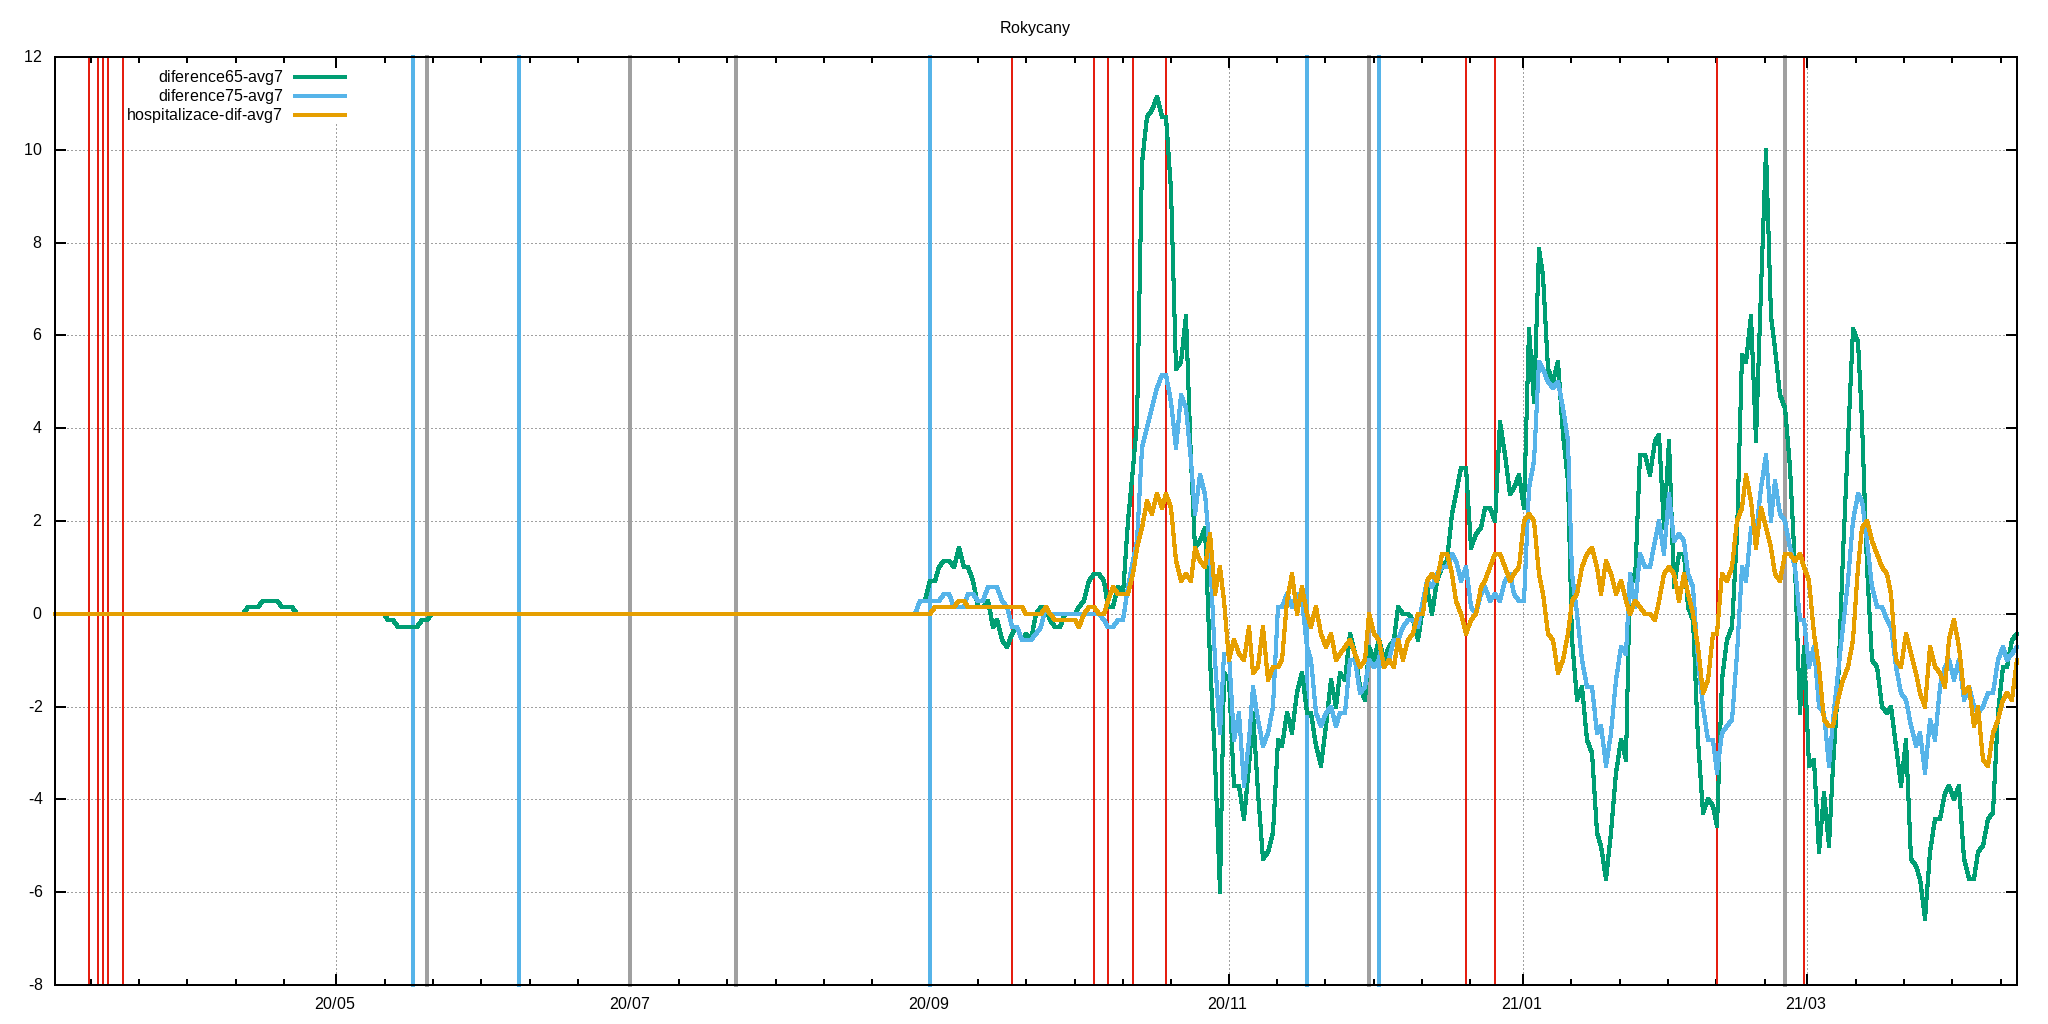 Rokycany
12
diference65-avg7
diference75-avg7
hospitalizace-dif-avg7
10
8
6
4
2
0
-2
-4
-6
-8
20/05 20/07 20/09 20/11 21/01 21/03